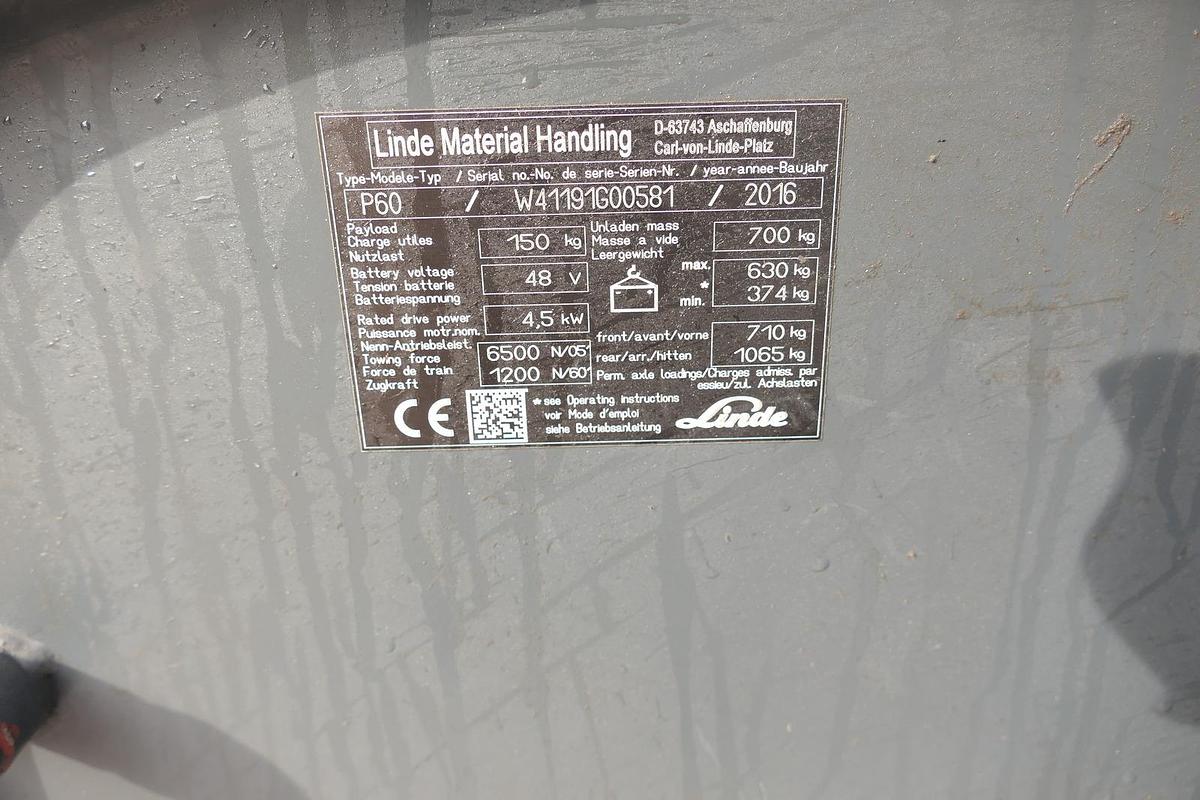 Linde Material Handling
D-63743 Aschaffenburg
Carl-von-Linde-Platz
Type-Modele-Typ / Serial no.-No. de serie-Serien-Nr. / year-annee-Baujahr
P60 / W41191G00581 / 2016
Payload
Charge utiles
Nutzlast
150 kg
Unladen mass
Masse a vide
Leergewicht
700 kg
Battery voltage
Tension batterie
Batteriespannung
48 V
max. 630 kg
*
min. 374 kg
Rated drive power
Puissance motr.nom.
Nenn-Antriebsleist.
4,5 kW
front/avant/vorne 710 kg
rear/arr./hitten 1065 kg
Perm. axle loadings/Charges admiss. par
essieu/zul. Achslasten
Towing force
Force de train
Zugkraft
6500 N/05'
1200 N/60'
CE
*see Operating instructions
voir Mode d'emploi
siehe Betriebsanleitung
Linde